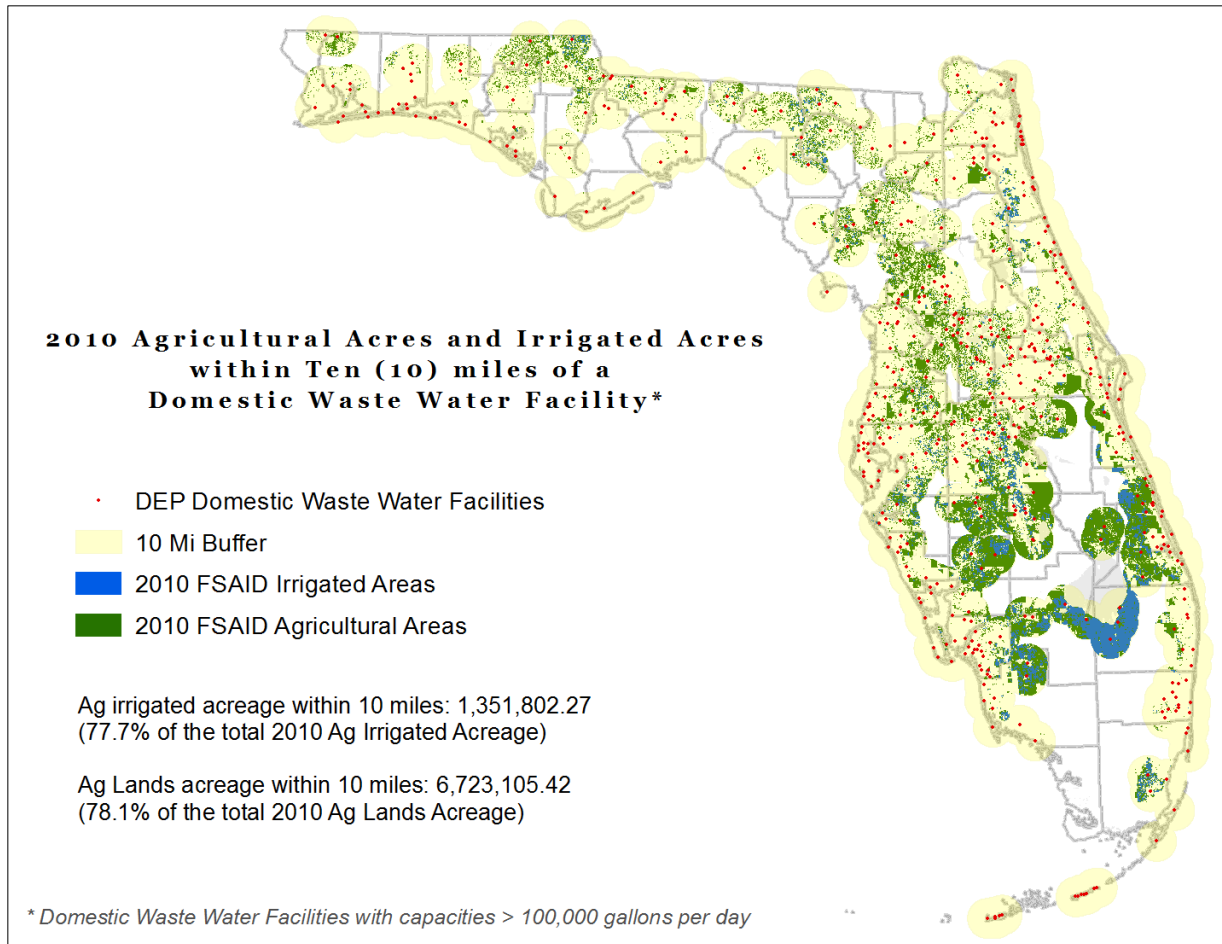 2010 Agricultural Acres and Irrigated Acres
within Ten (10) miles of a
Domestic Waste Water Facility*
DEP Domestic Waste Water Facilities
10 Mi Buffer
2010 FSAID Irrigated Areas
2010 FSAID Agricultural Areas
Ag irrigated acreage within 10 miles: 1,351,802.27
(77.7% of the total 2010 Ag Irrigated Acreage)
Ag Lands acreage within 10 miles: 6,723,105.42
(78.1% of the total 2010 Ag Lands Acreage)
* Domestic Waste Water Facilities with capacities > 100,000 gallons per day